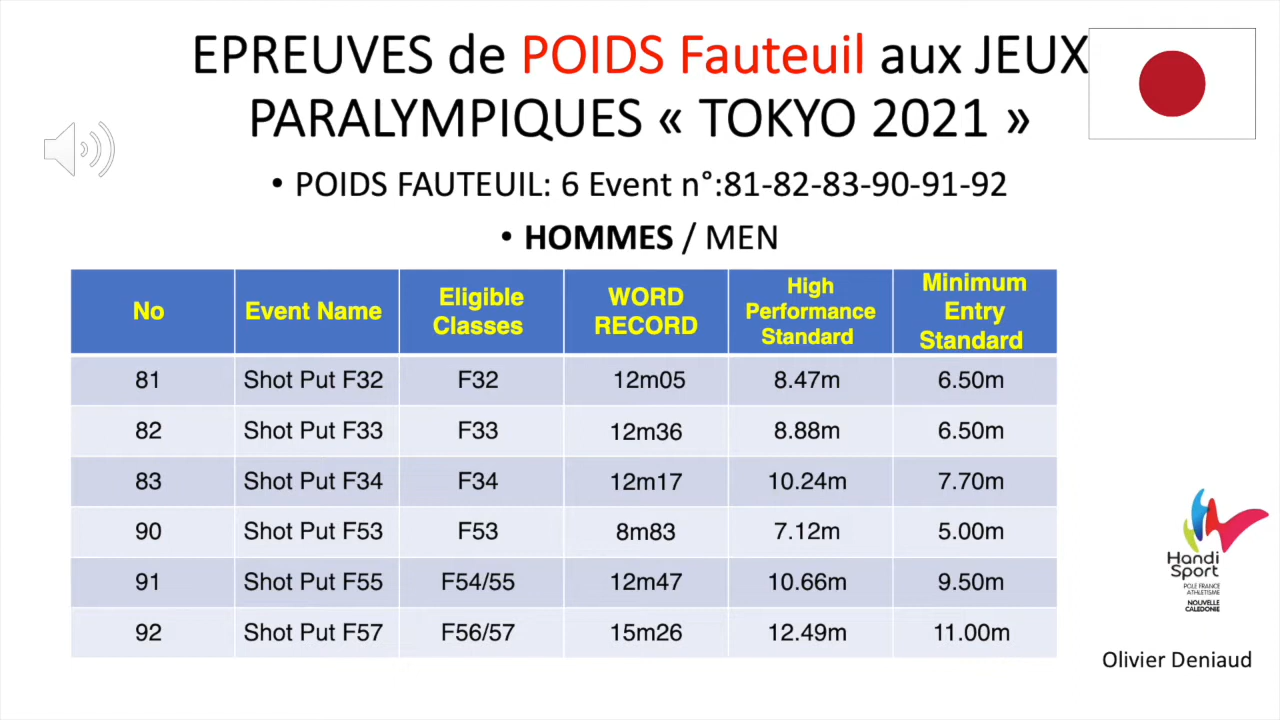 EPREUVES de POIDS Fauteuil aux JEUX
PARALYMPIQUES « TOKYO 2021 »
• POIDS FAUTEUIL: 6 Event n°:81-82-83-90-91-92
• HOMMES / MEN
No Event Name Eligible Classes WORD RECORD High Performance Standard Minimum Entry Standard
81 Shot Put F32 F32 12m05 8.47m 6.50m
82 Shot Put F33 F33 12m36 8.88m 6.50m
83 Shot Put F34 F34 12m17 10.24m 7.70m
90 Shot Put F53 F53 8m83 7.12m 5.00m
91 Shot Put F55 F54/55 12m47 10.66m 9.50m
92 Shot Put F57 F56/57 15m26 12.49m 11.00m
Handi
Sport
POLE FRANCE
ATHLETISME
NOUVELLE
CALEDONIE
Olivier Deniaud